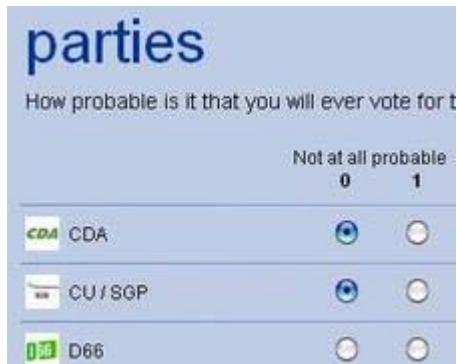 parties
How probable is it that you will ever vote for t
Not at all probable
0 1
CDA CDA
CU / SGP
D66 D66